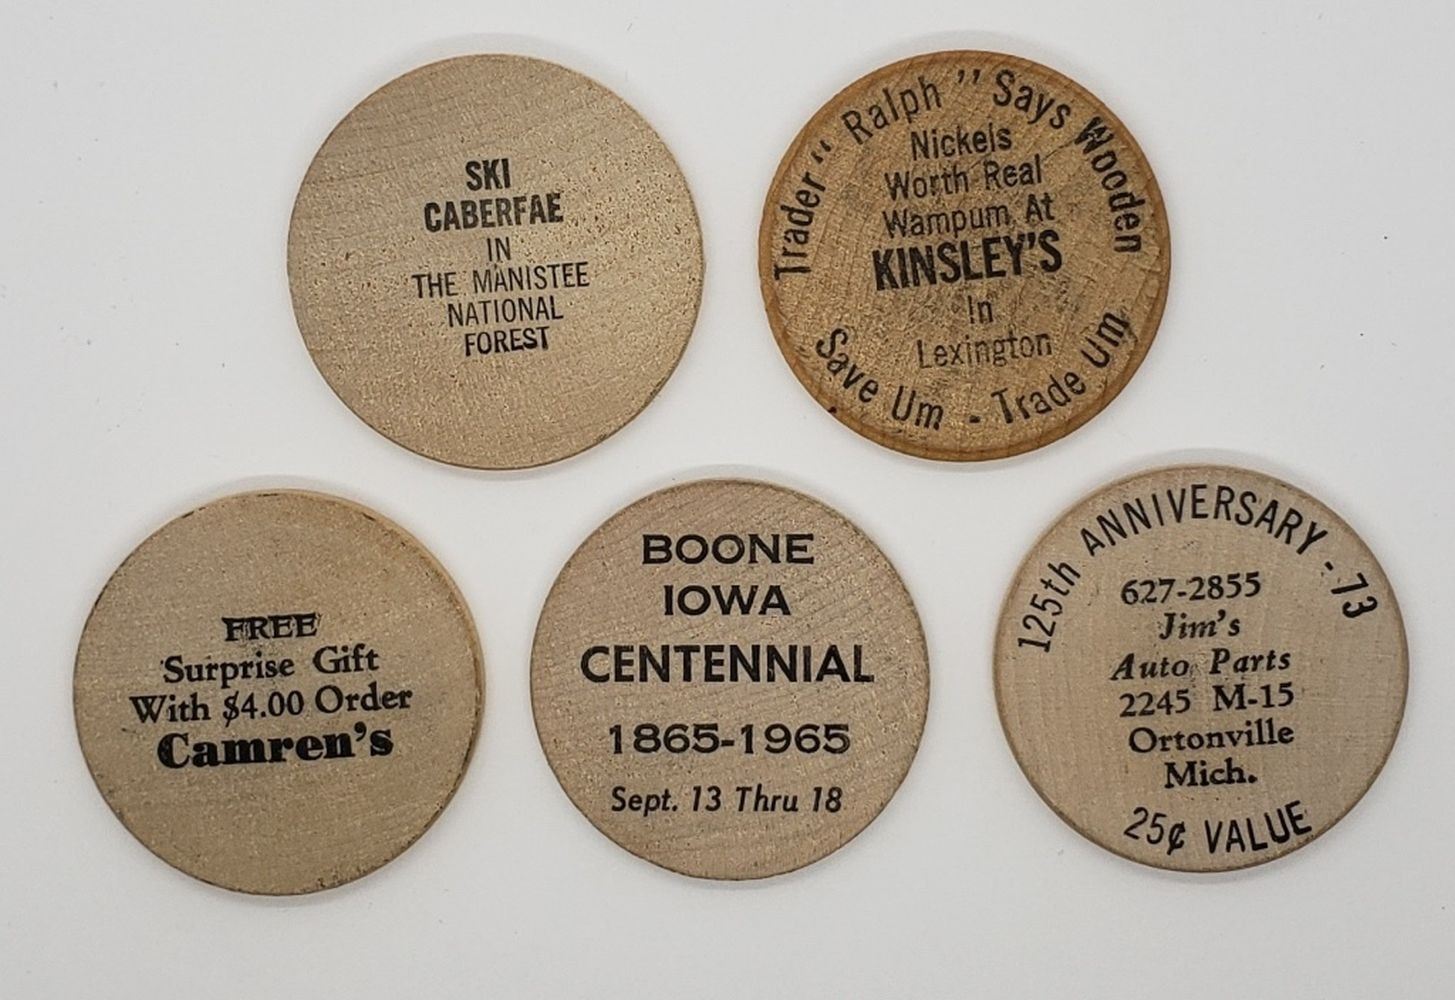 SKI
CABERFAE
IN
THE MANISTEE
NATIONAL
FOREST
Trader "Ralph" Says Wooden
Nickels
Worth Real
Wampum At
KINSLEY'S
In
Lexington
Save Um - Trade Um
FREE
Surprise Gift
With $4.00 Order
Camren's
BOONE
IOWA
CENTENNIAL
1865-1965
Sept. 13 Thru 18
125th ANNIVERSARY - 73
627-2855
Jim's
Auto Parts
2245 M-15
Ortonville
Mich.
25¢ VALUE